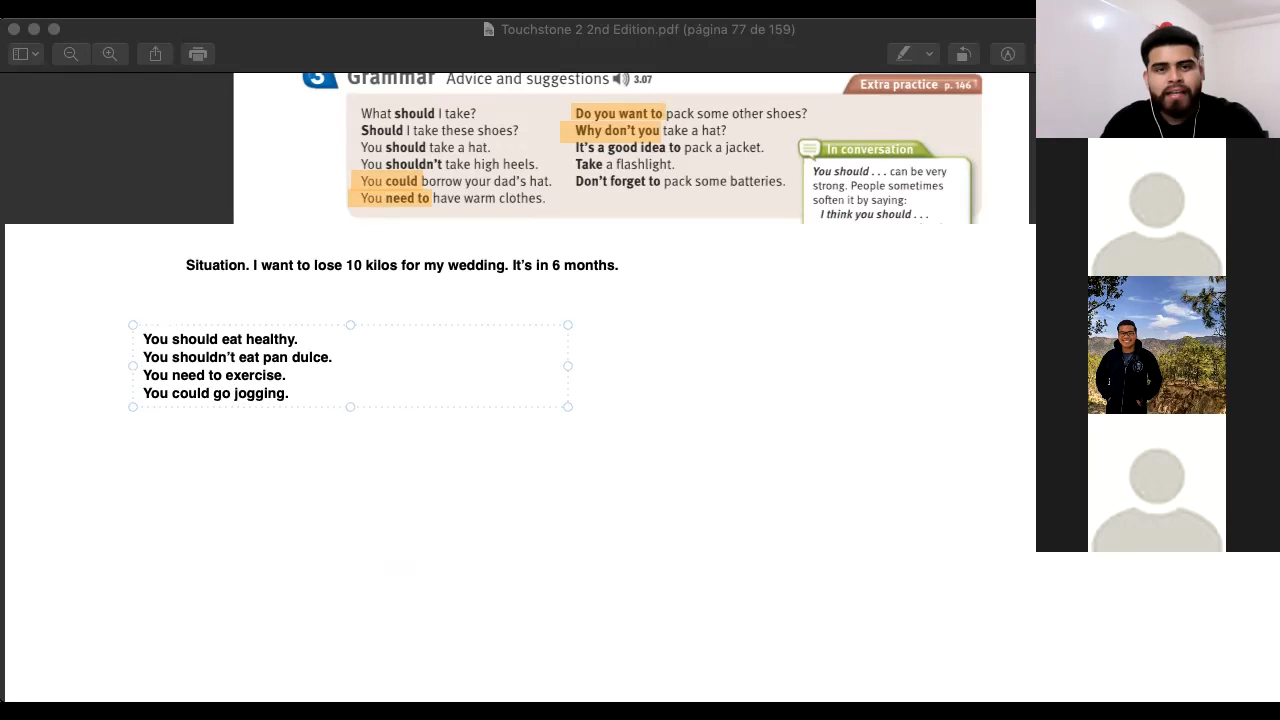 Touchstone 2 2nd Edition.pdf (página 77 de 159)
3 Grammar Advice and suggestions 3.07
Extra practice p. 146
What should I take?
Should I take these shoes?
You should take a hat.
You shouldn't take high heels.
You could borrow your dad's hat.
You need to have warm clothes.
Do you want to pack some other shoes?
Why don't you take a hat?
It's a good idea to pack a jacket.
Take a flashlight.
Don't forget to pack some batteries.
In conversation
You should . . . can be very
strong. People sometimes
soften it by saying:
I think you should . . .
Situation. I want to lose 10 kilos for my wedding. It’s in 6 months.
You should eat healthy.
You shouldn’t eat pan dulce.
You need to exercise.
You could go jogging.